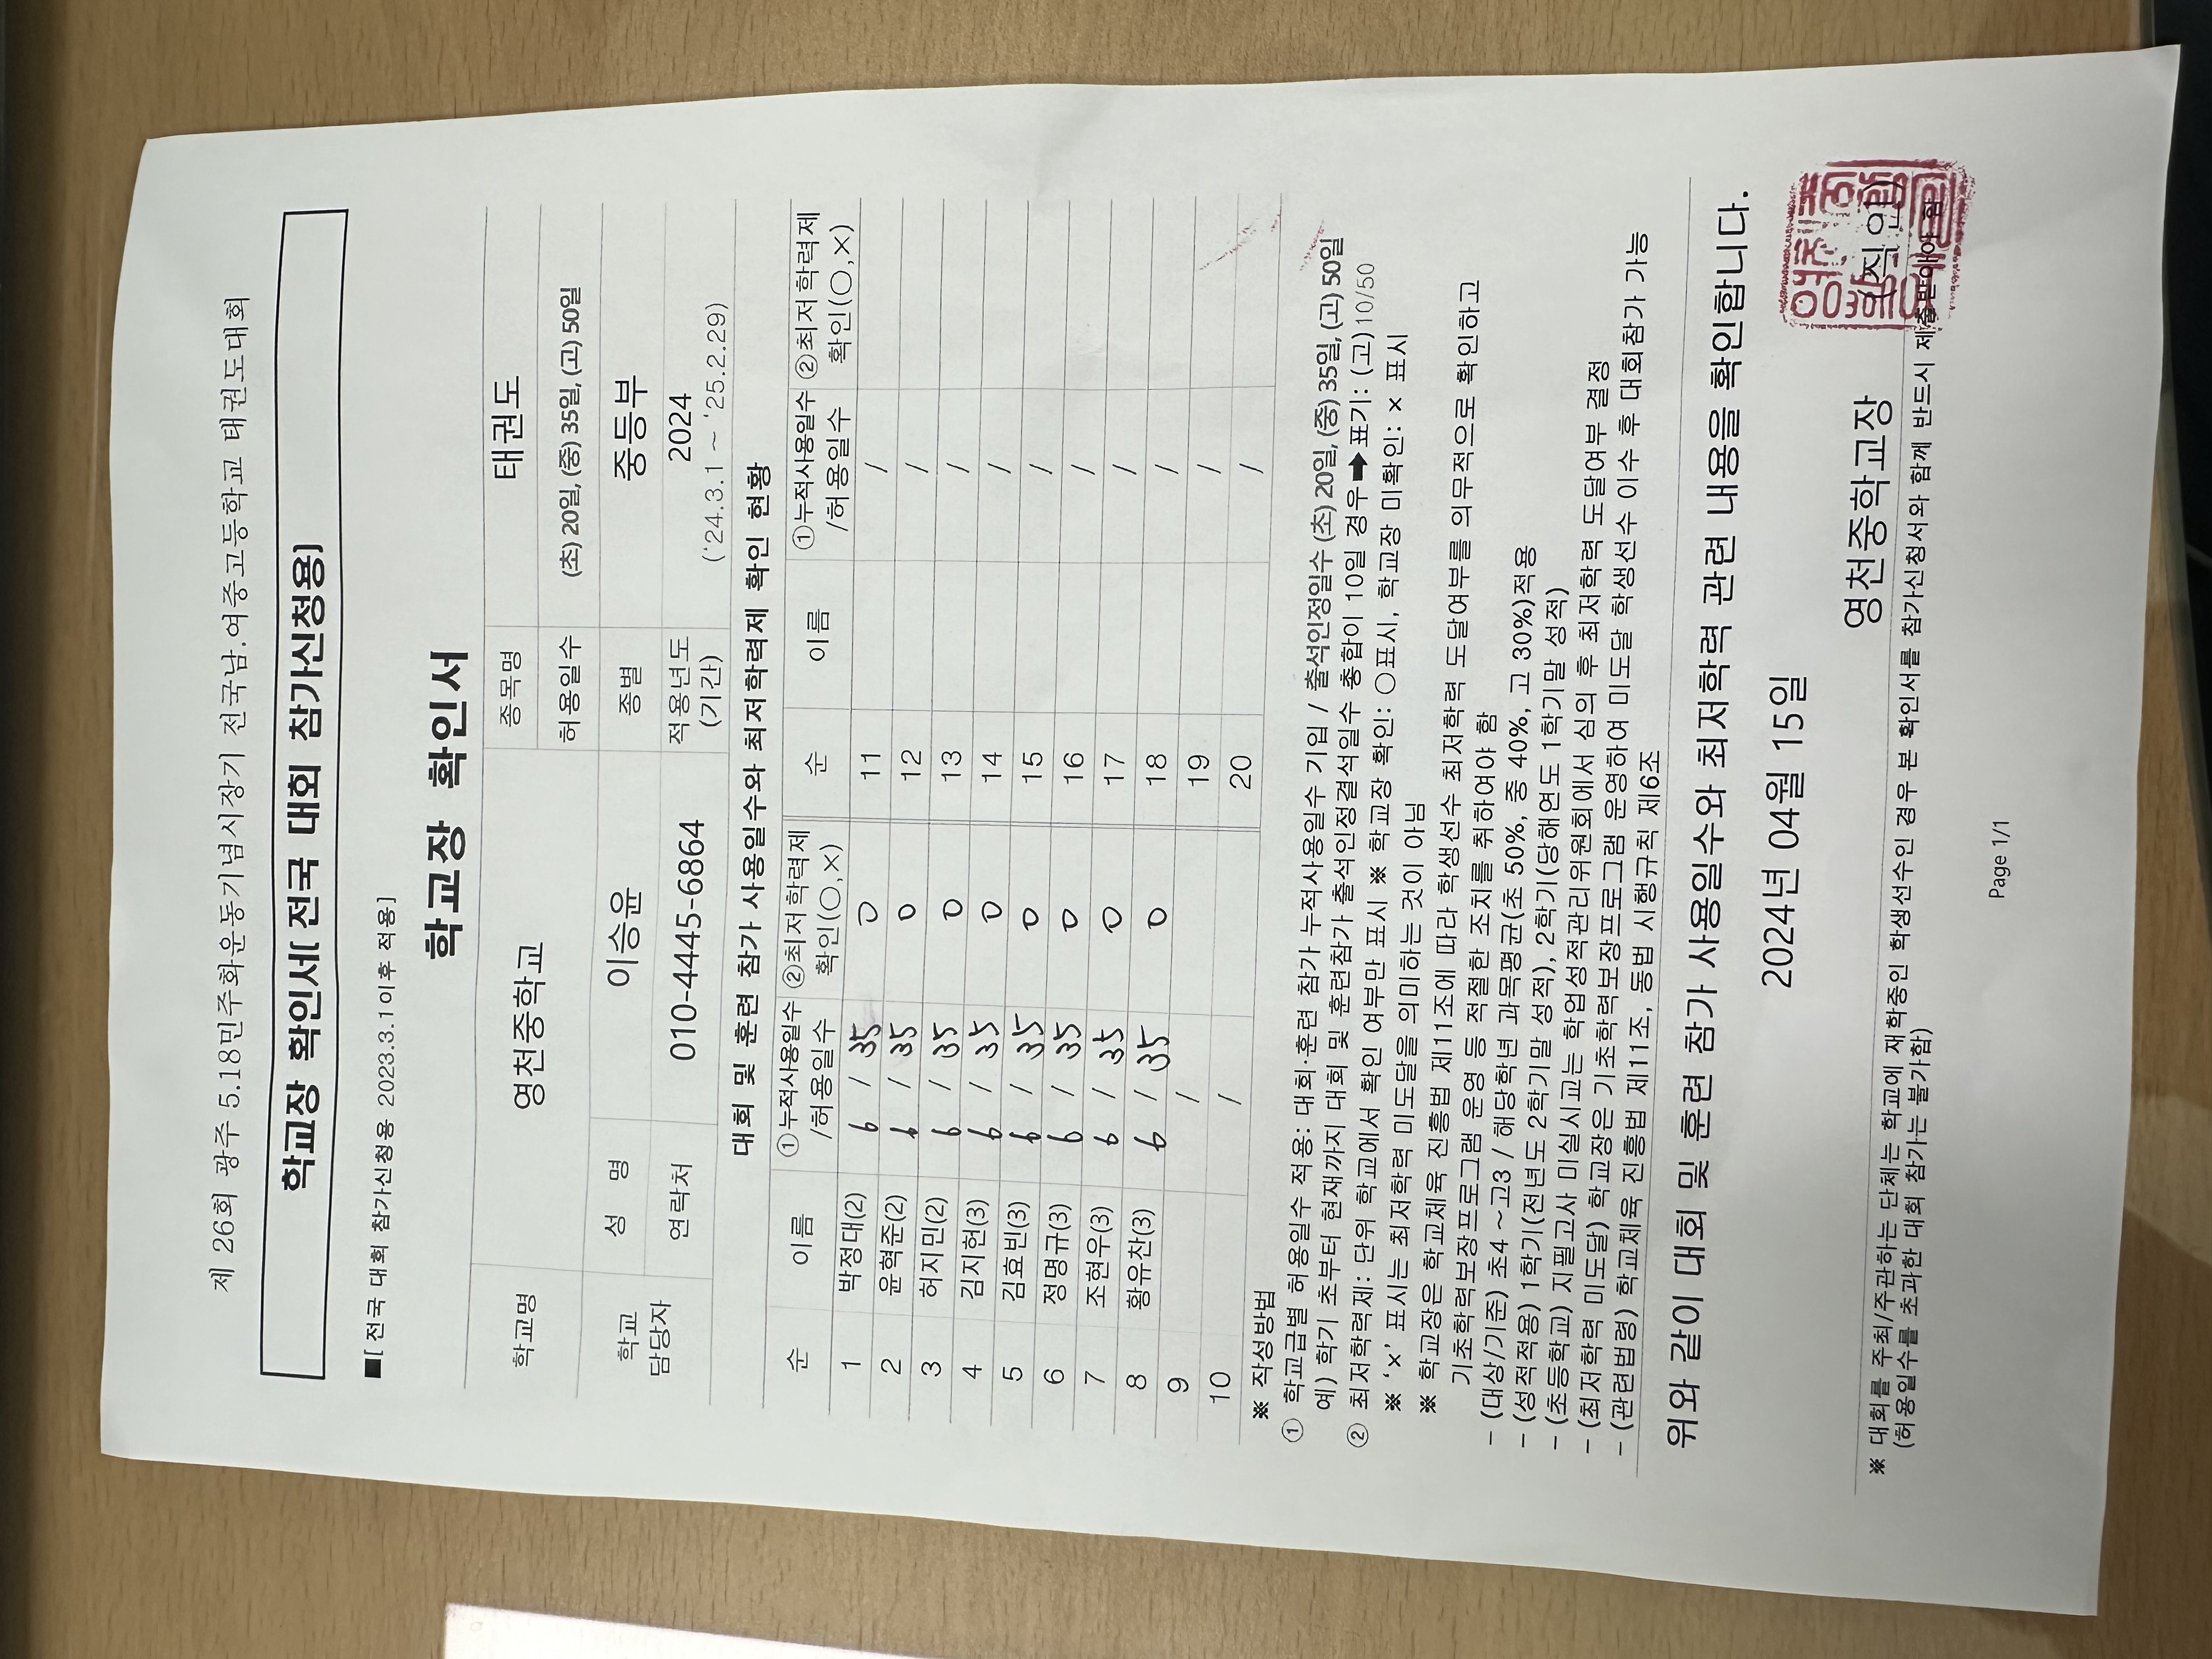 제 26회 광주 5.18민주화운동기념시장기 전국남.여중고등학교 태권도대회
학교장 확인서[ 전국 대회 참가신청용]
■[ 전국 대회 참가신청용 2023.3.1이후 적용]
학교장 확인서
학교명 영천중학교 종목명 태권도
허용일수 (초) 20일, (중) 35일, (고) 50일
학교 담당자 성 명 이승윤 종별 중등부
연락처 010-4445-6864 적용년도 (기간) 2024 ('24.3.1 ~ '25.2.29)
대회 및 훈련 참가 사용일수와 최저학력제 확인 현황
순 이름 ①누적사용일수 /허용일수 ②최저학력제 확인(○,×) 순 이름 ①누적사용일수 /허용일수 ②최저학력제 확인(○,×)
1 박정대(2) 6 / 35 O 11 /
2 윤혁준(2) 6 / 35 O 12 /
3 허지민(2) 6 / 35 O 13 /
4 김지헌(3) 6 / 35 O 14 /
5 김효빈(3) 6 / 35 O 15 /
6 정명규(3) 6 / 35 O 16 /
7 조현우(3) 6 / 35 O 17 /
8 황유찬(3) 6 / 35 O 18 /
9 / 19 /
10 / 20 /
※ 작성방법
① 학교급별 허용일수 적용: 대회·훈련 참가 누적사용일수 기입 / 출석인정일수 (초) 20일, (중) 35일, (고) 50일
예) 학기 초부터 현재까지 대회 및 훈련참가 출석인정결석일수 총합이 10일 경우➡표기: (고)10/50
② 최저학력제: 단위 학교에서 확인 여부만 표시 ※ 학교장 확인: ○표시, 학교장 미확인: × 표시
※ '×' 표시는 최저학력 미도달을 의미하는 것이 아님
※ 학교장은 학교체육 진흥법 제11조에 따라 학생선수 최저학력 도달여부를 의무적으로 확인하고
기초학력보장프로그램 운영 등 적절한 조치를 취하여야 함
- (대상/기준) 초4 ~고3 / 해당학년 과목평균(초 50%, 중 40%, 고 30%)적용
- (성적적용) 1학기(전년도 2학기말 성적), 2학기(당해연도 1학기말 성적)
- (초등학교) 지필고사 미실시교는 학업성적관리위원회에서 심의 후 최저학력 도달여부 결정
- (최저학력 미도달) 학교장은 기초학력보장프로그램 운영하여 미도달 학생선수 이수 후 대회참가 가능
- (관련법령) 학교체육 진흥법 제11조, 동법 시행규칙 제6조
위와 같이 대회 및 훈련 참가 사용일수와 최저학력 관련 내용을 확인합니다.
2024년 04월 15일
영천중학교장 (직인)
※ 대회를 주최/주관하는 단체는 학교에 재학중인 학생선수인 경우 본 확인서를 참가신청서와 함께 반드시 제출받아야 함
(허용일수를 초과한 대회 참가는 불가함)
Page 1/1